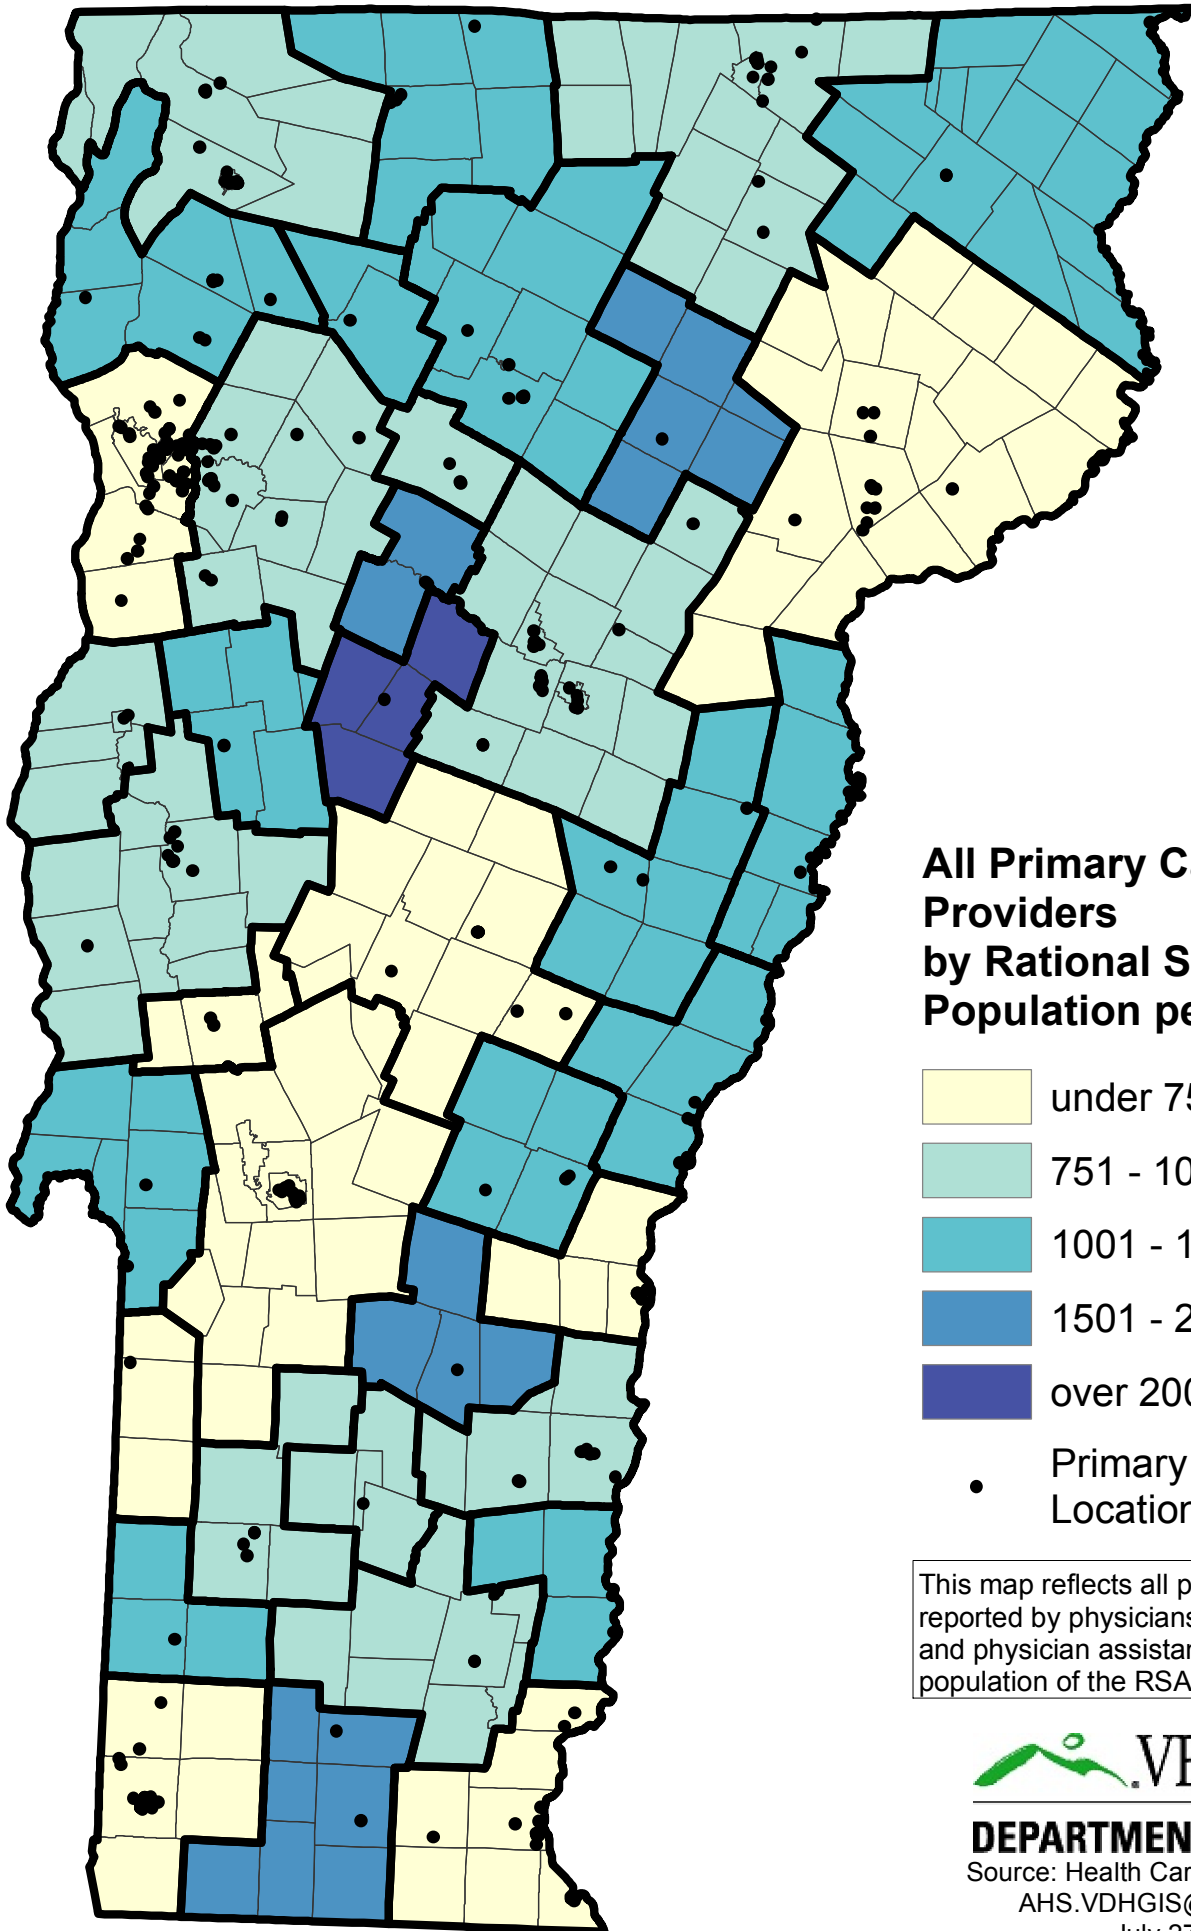 All Primary C
Providers
by Rational S
Population pe
under 75
751 - 10
1001 - 1
1501 - 2
over 200
Primary
Location
This map reflects all p
reported by physicians
and physician assistan
population of the RSA
DEPARTMEN
Source: Health Car
AHS.VDHGIS@
July 27